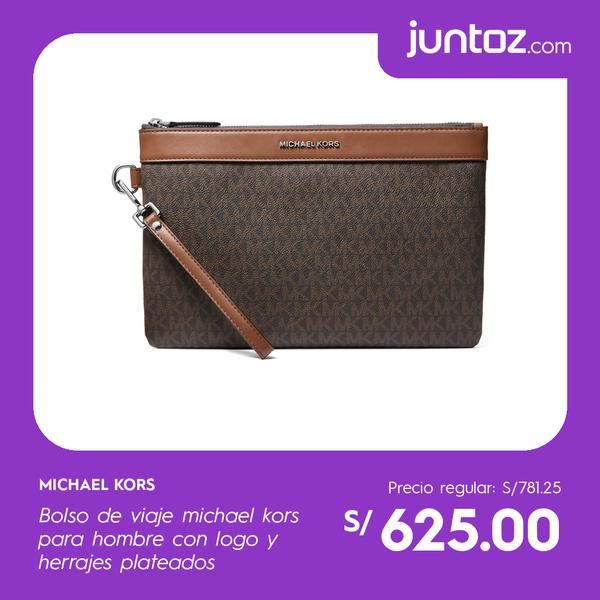 juntoz.com
MICHAEL KORS
MICHAEL KORS
Bolso de viaje michael kors
para hombre con logo y
herrajes plateados
Precio regular: S/781.25
S/ 625.00